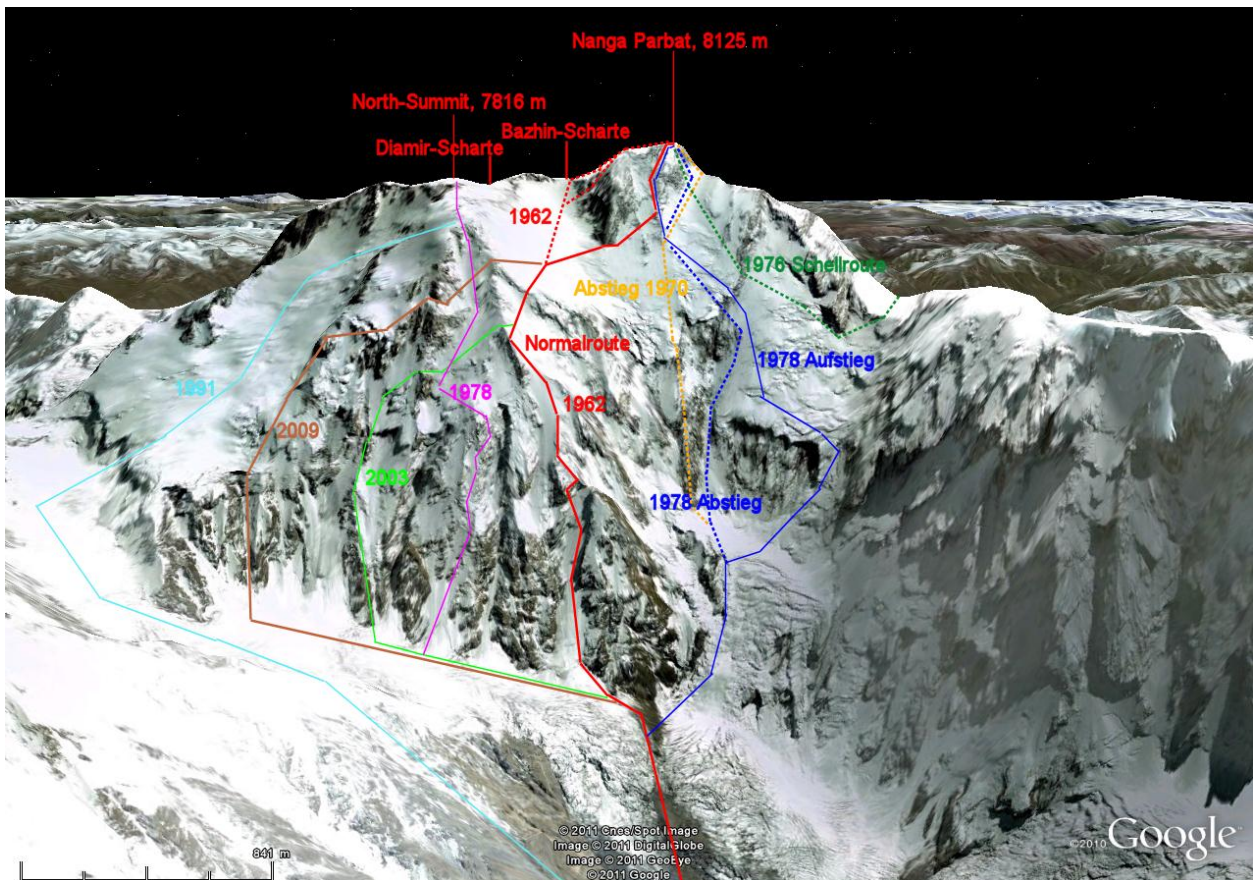 Nanga Parbat, 8125 m
North-Summit, 7816 m
Bazhin-Scharte
Diamir-Scharte
1962
1976 Schellroute
Abstieg 1970
Normalroute
1978 Aufstieg
1991
1978
1962
2009
2003
1978 Abstieg
© 2011 Cnes/Spot Image
Image © 2011 DigitalGlobe
Image © 2011 GeoEye
© 2011 Google
841 m
©2010 Google